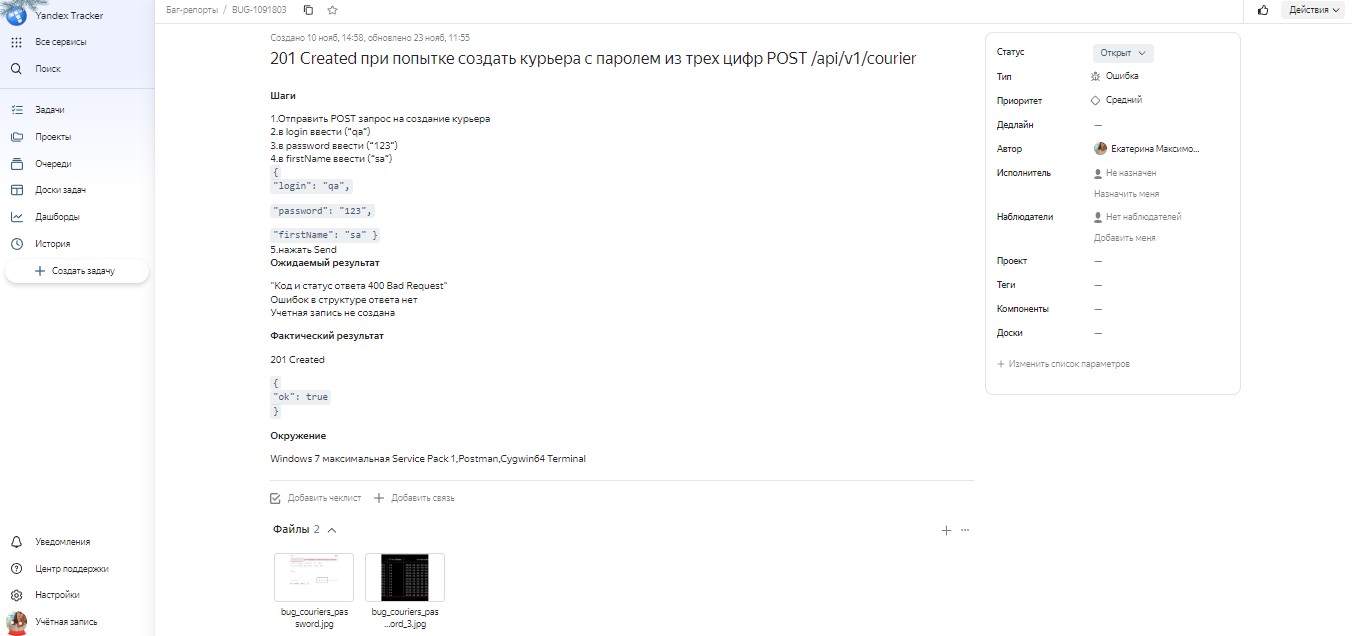 Yandex Tracker
Все сервисы
Поиск
Задачи
Проекты
Очереди
Доски задач
Дашборды
История
Создать задачу
Уведомления
Центр поддержки
Настройки
Учётная запись
Баг-репорты / BUG-1091803
Действия
Создано 10 нояб, 14:58, обновлено 23 нояб, 11:55
201 Created при попытке создать курьера с паролем из трех цифр POST /api/v1/courier
Шаги
1.Отправить POST запрос на создание курьера
2.в login ввести ("qa")
3.в password ввести ("123")
4.в firstName ввести ("sa")
{
"login": "qa",
"password": "123",
"firstName": "sa" }
5.нажать Send
Ожидаемый результат
"Код и статус ответа 400 Bad Request"
Ошибок в структуре ответа нет
Учетная запись не создана
Фактический результат
201 Created
{
"ok": true
}
Окружение
Windows 7 максимальная Service Pack 1,Postman,Cygwin64 Terminal
Добавить чеклист
Добавить связь
Файлы 2
bug_couriers_pas
sword.jpg
bug_couriers_pas
...ord_3.jpg
Статус Открыт
Тип Ошибка
Приоритет Средний
Дедлайн —
Автор Екатерина Максимо...
Исполнитель Не назначен
Назначить меня
Наблюдатели Нет наблюдателей
Добавить меня
Проект —
Теги —
Компоненты —
Доски —
Изменить список параметров